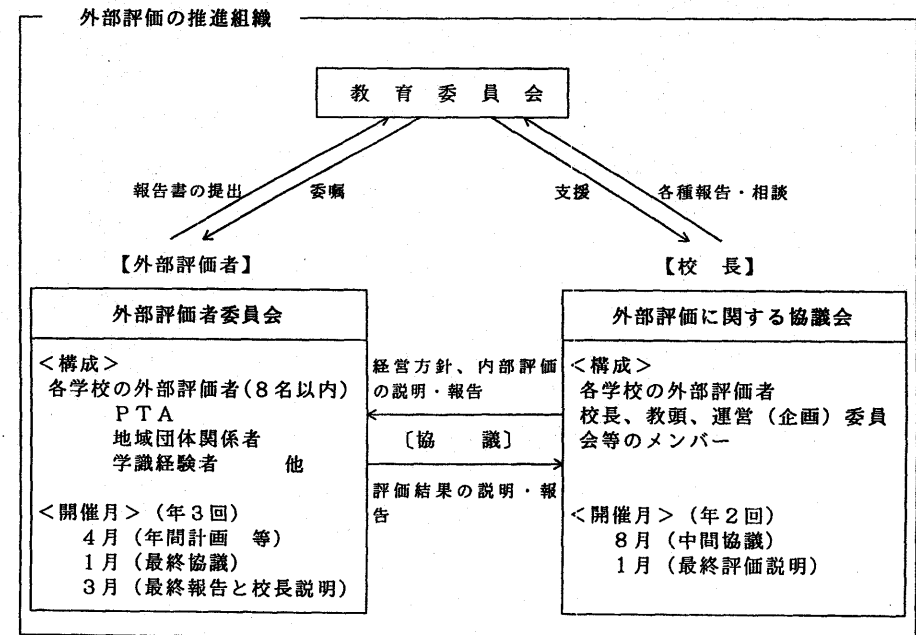 外部評価の推進組織
教育委員会
報告書の提出
委嘱
支援
各種報告・相談
【外部評価者】
【校　長】
外部評価者委員会
＜構成＞
各学校の外部評価者（８名以内）
ＰＴＡ
地域団体関係者
学識経験者　　他
＜開催月＞（年３回）
４月（年間計画　等）
１月（最終協議）
３月（最終報告と校長説明）
経営方針、内部評価
の説明・報告
〔協　議〕
評価結果の説明・報
告
外部評価に関する協議会
＜構成＞
各学校の外部評価者
校長、教頭、運営（企画）委員
会等のメンバー
＜開催月＞（年２回）
８月（中間協議）
１月（最終評価説明）